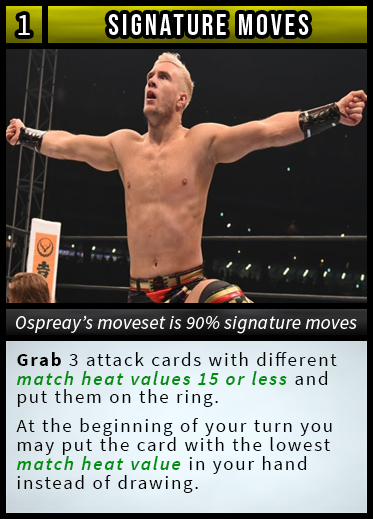 1 SIGNATURE MOVES
Ospreay's moveset is 90% signature moves
Grab 3 attack cards with different
match heat values 15 or less and
put them on the ring.
At the beginning of your turn you
may put the card with the lowest
match heat value in your hand
instead of drawing.